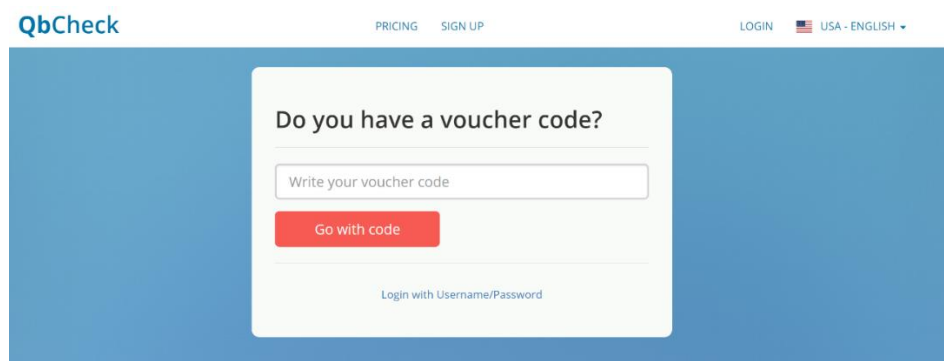 QbCheck PRICING SIGN UP LOGIN USA - ENGLISH
Do you have a voucher code?
Write your voucher code
Go with code
Login with Username/Password